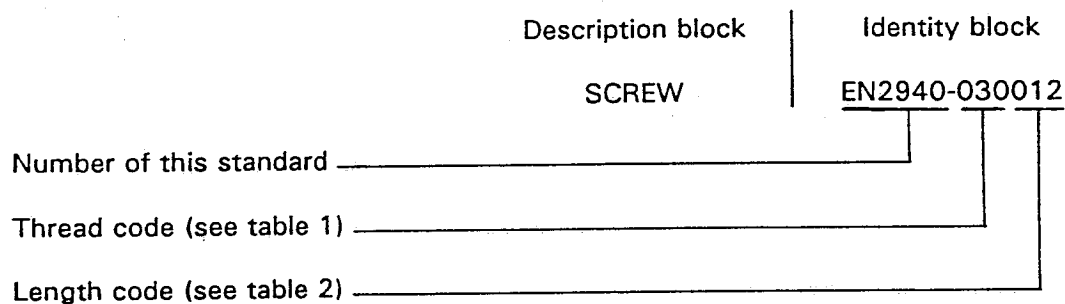 Description block Identity block
SCREW EN2940-030012
Number of this standard
Thread code (see table 1)
Length code (see table 2)